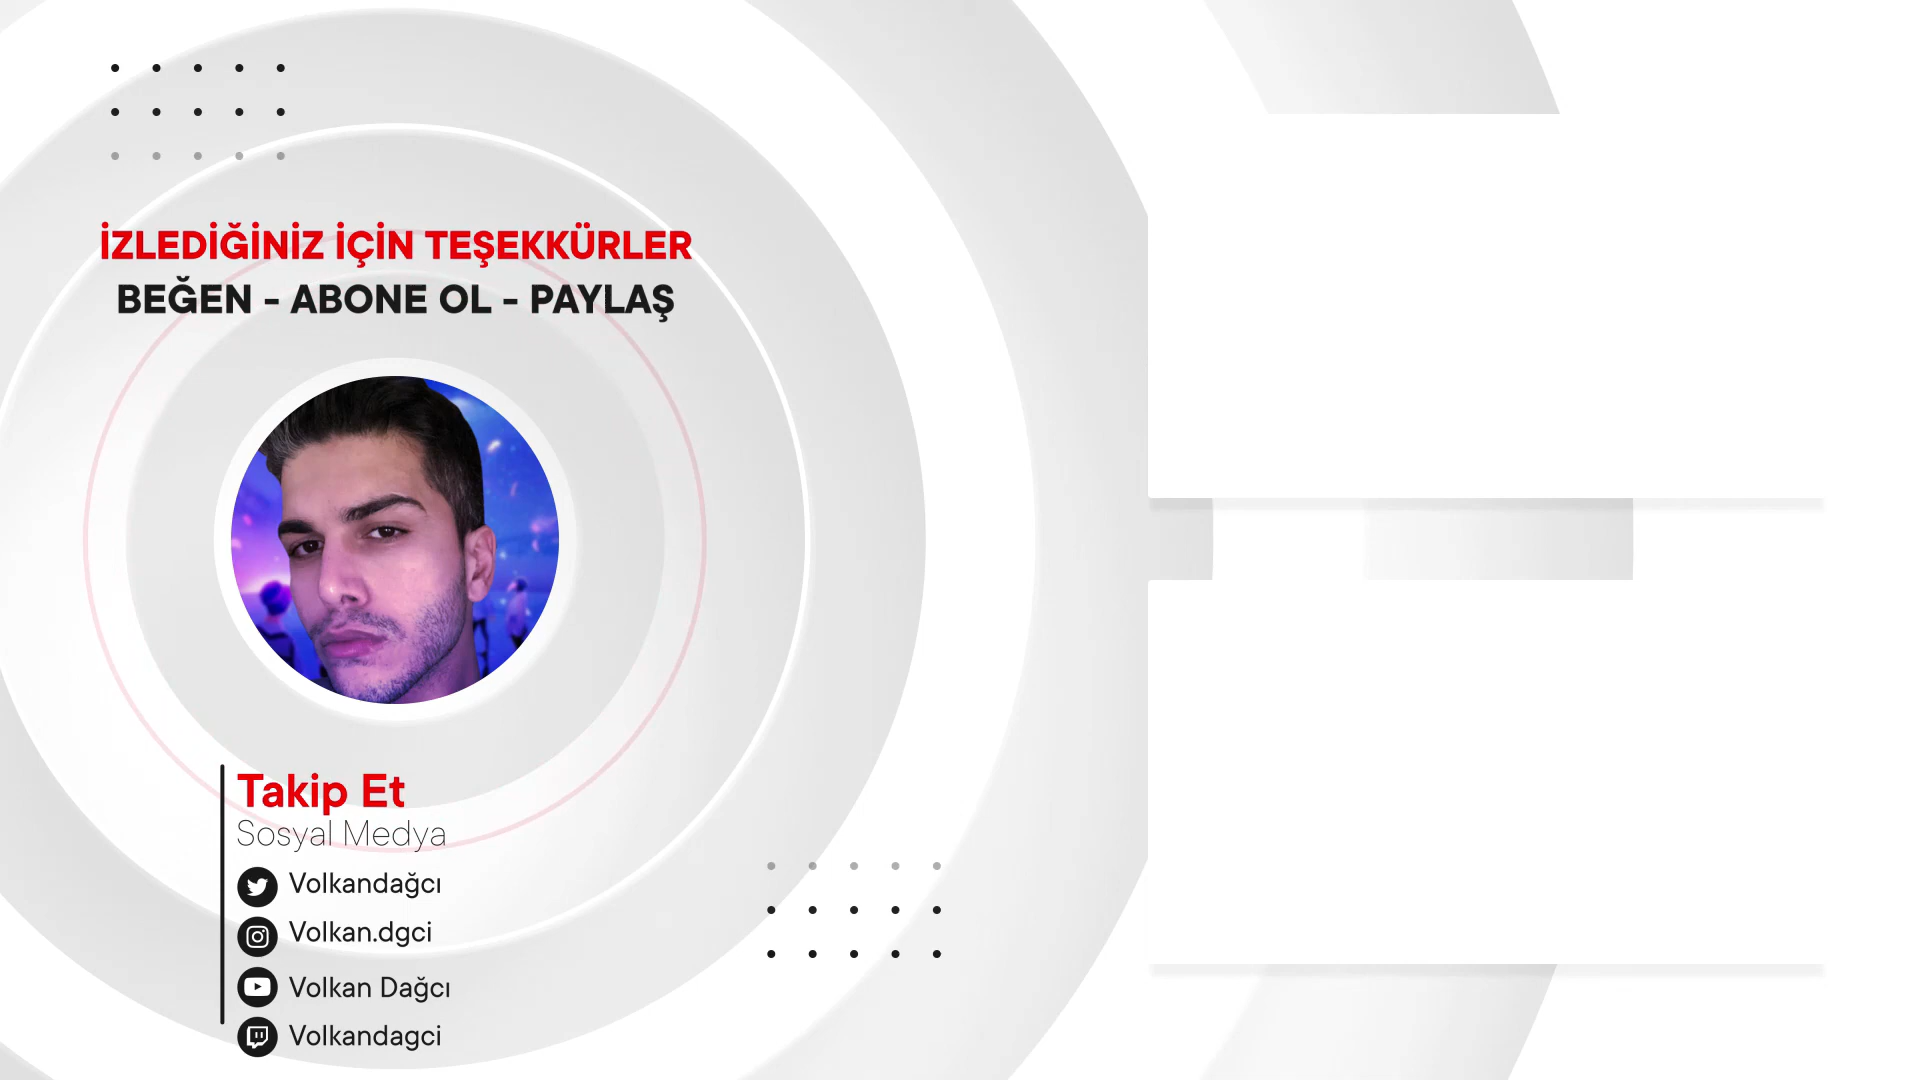 İZLEDİĞİNİZ İÇİN TEŞEKKÜRLER
BEĞEN - ABONE OL - PAYLAŞ
Takip Et
Sosyal Medya
Volkandağcı
Volkan.dgci
Volkan Dağcı
Volkandagci